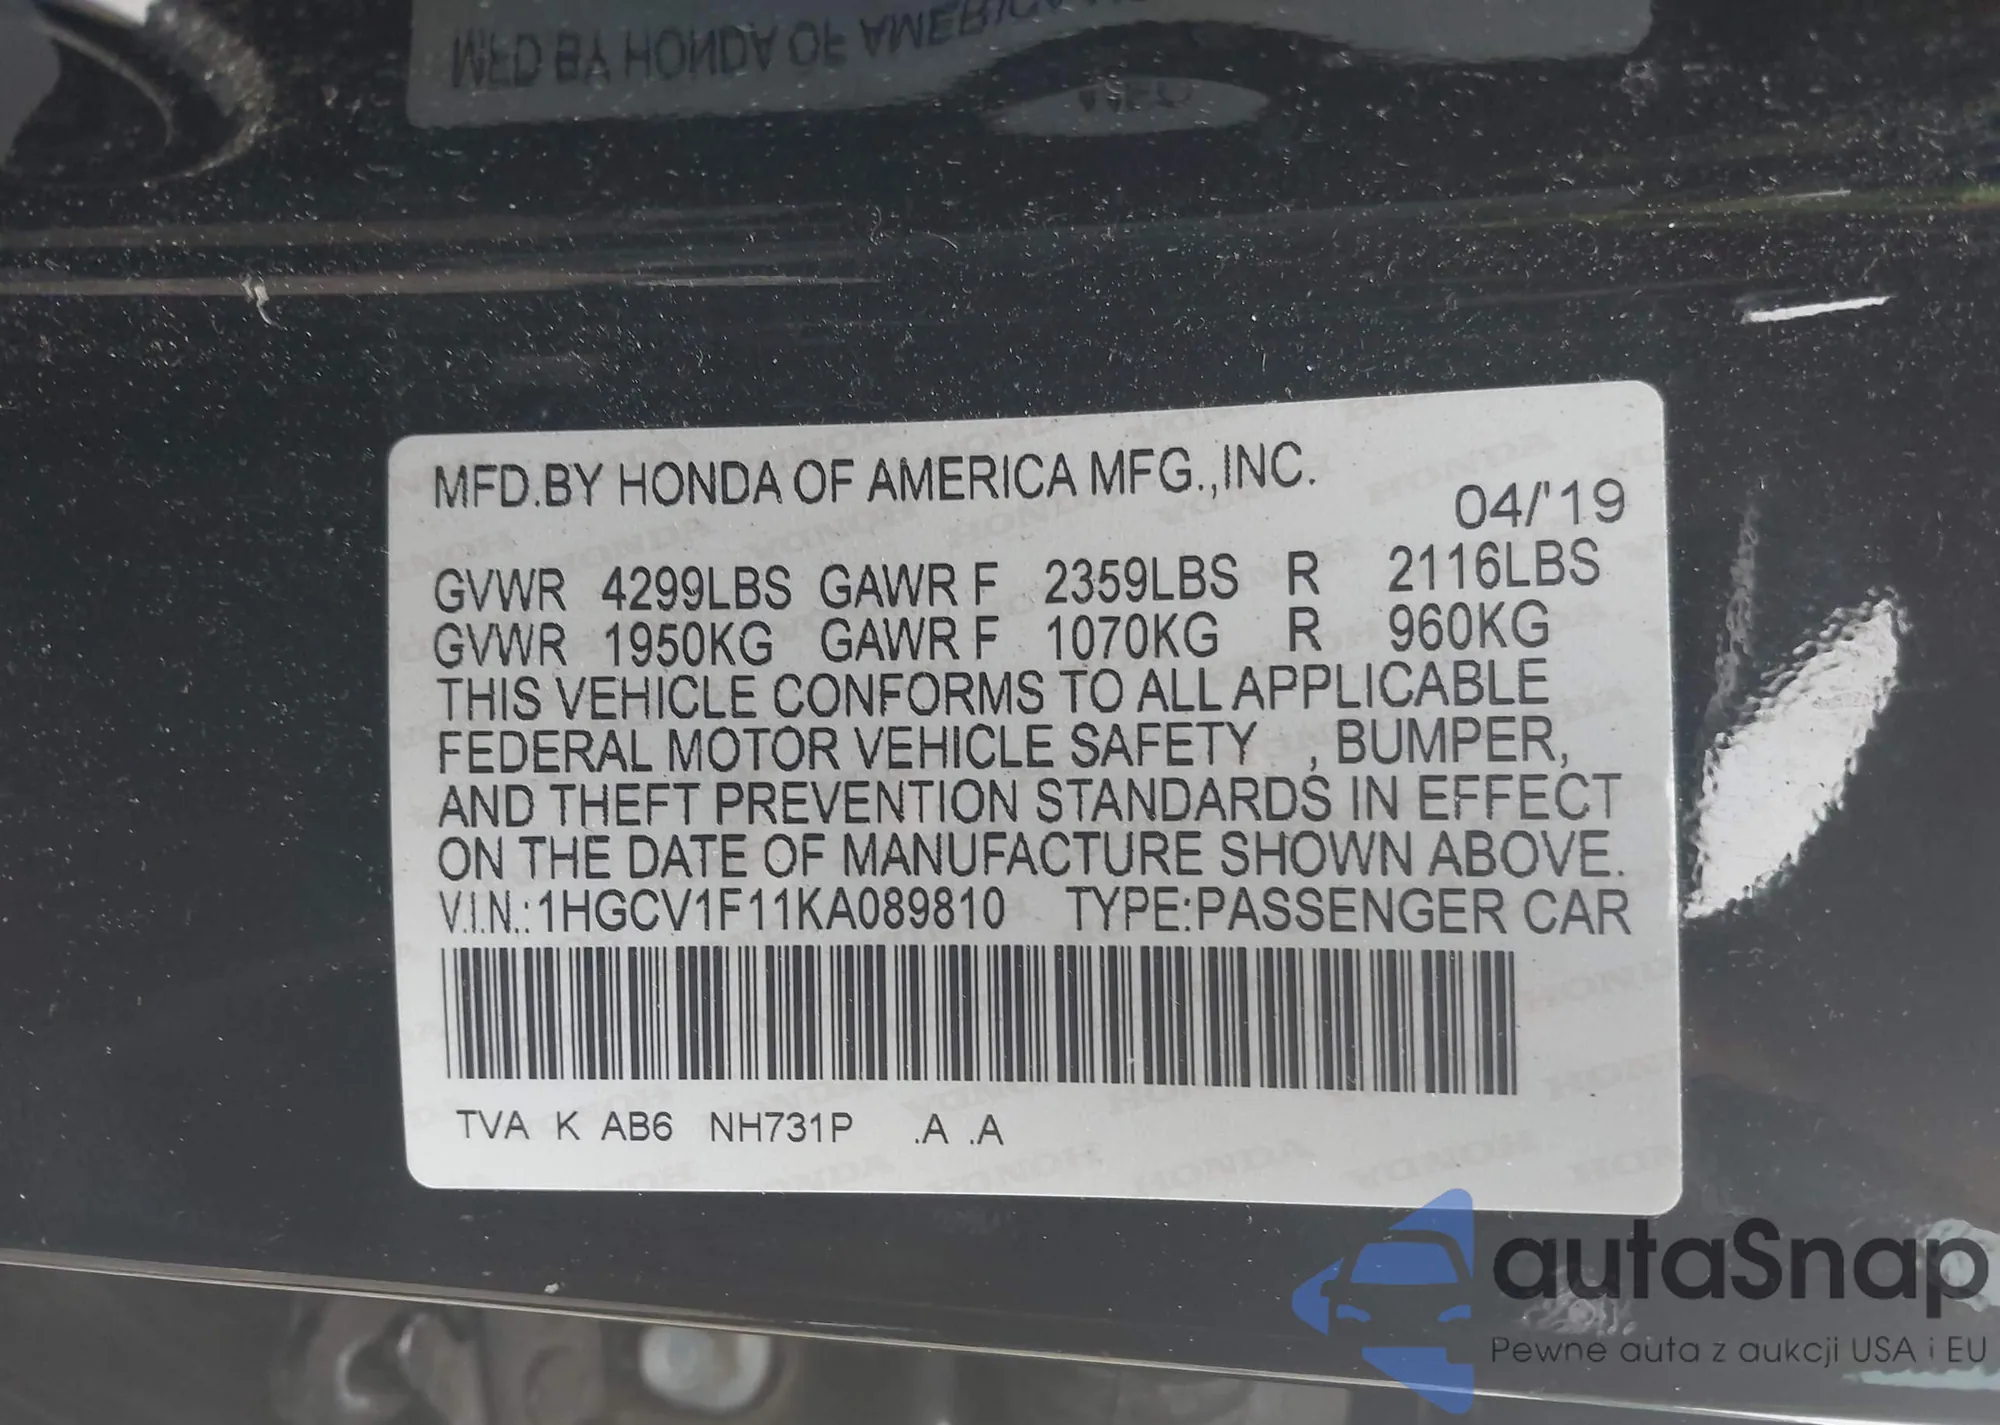 MFD BY HONDA OF AMERICA
MFD.BY HONDA OF AMERICA MFG.,INC.
04/'19
GVWR 4299LBS GAWR F 2359LBS R 2116LBS
GVWR 1950KG GAWR F 1070KG R 960KG
THIS VEHICLE CONFORMS TO ALL APPLICABLE
FEDERAL MOTOR VEHICLE SAFETY , BUMPER,
AND THEFT PREVENTION STANDARDS IN EFFECT
ON THE DATE OF MANUFACTURE SHOWN ABOVE.
V.I.N.:1HGCV1F11KA089810 TYPE:PASSENGER CAR
TVA K AB6 NH731P .A .A
autaSnap
Pewne auta z aukcji USA i EU